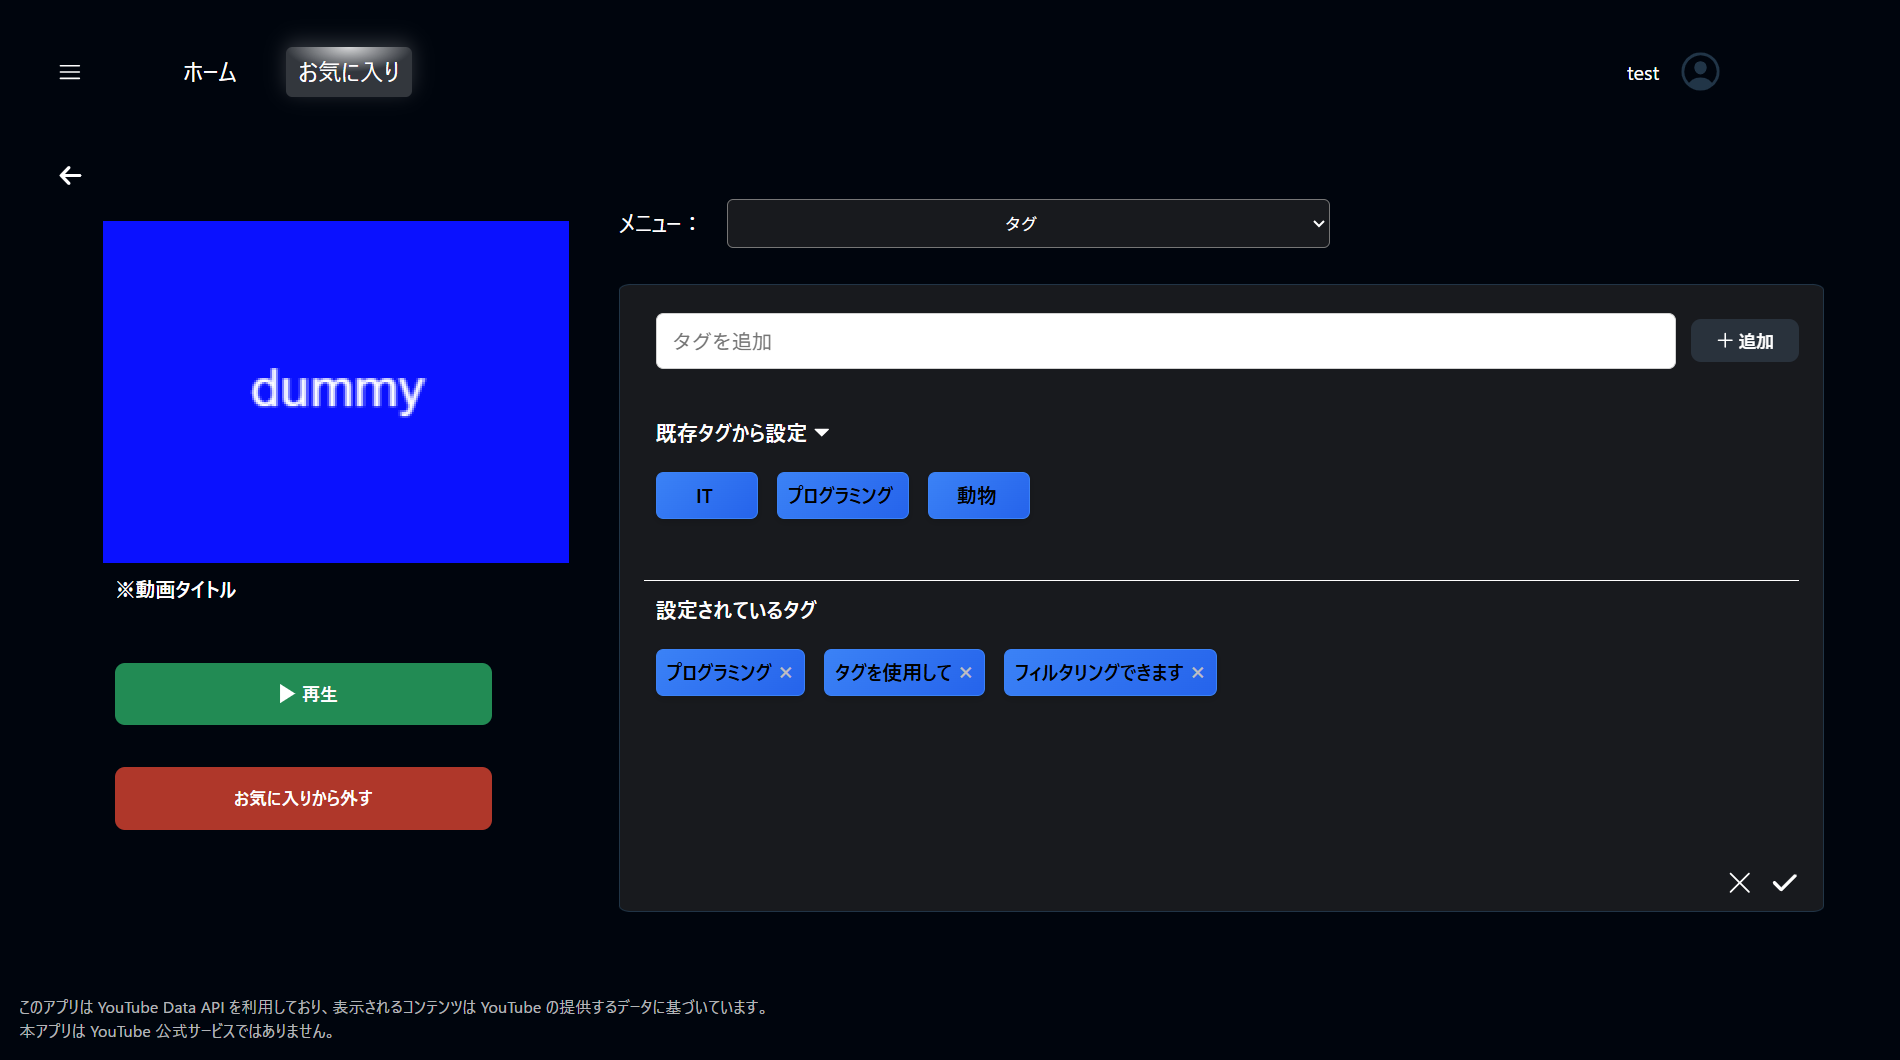 ホーム
お気に入り
test
メニュー：
タグ
dummy
※動画タイトル
再生
お気に入りから外す
タグを追加
追加
既存タグから設定
IT
プログラミング
動物
設定されているタグ
プログラミング
タグを使用して
フィルタリングできます
このアプリは YouTube Data API を利用しており、表示されるコンテンツは YouTube の提供するデータに基づいています。
本アプリは YouTube 公式サービスではありません。